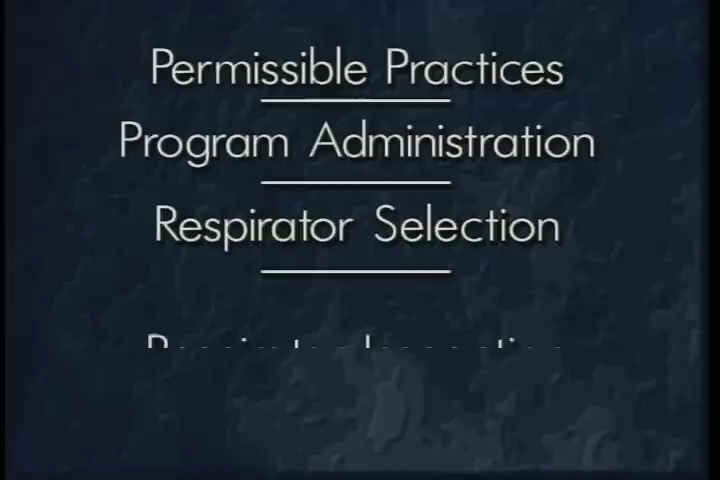 Permissible Practices
Program Administration
Respirator Selection